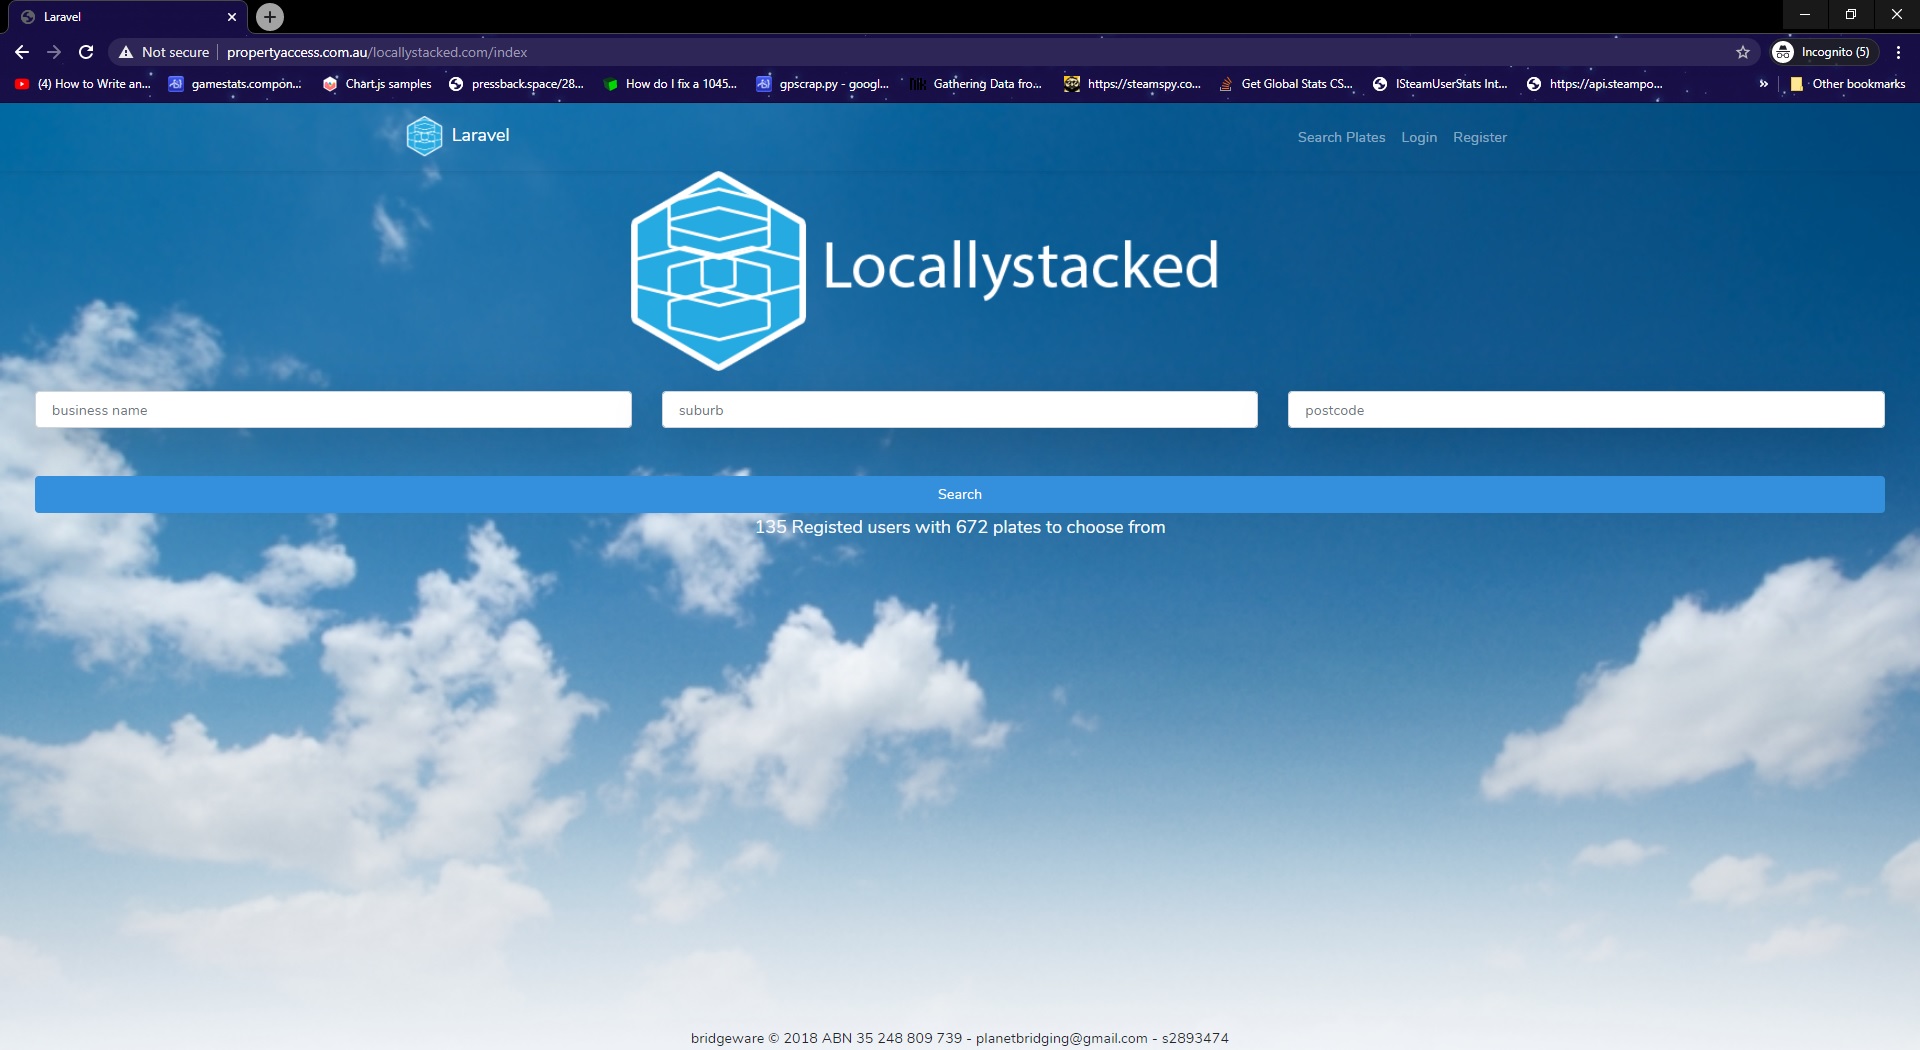 Laravel
Not secure propertyaccess.com.au/locallystacked.com/index Incognito (5)
(4) How to Write an... gamestats.compon... Chart.js samples pressback.space/28... How do I fix a 1045... gpscrap.py - googl... Gathering Data fro... https://steamspy.co... Get Global Stats CS... ISteamUserStats Int... https://api.steampo... » Other bookmarks
Laravel Search Plates Login Register
Locallystacked
business name suburb postcode
Search
135 Registed users with 672 plates to choose from
bridgeware © 2018 ABN 35 248 809 739 - planetbridging@gmail.com - s2893474